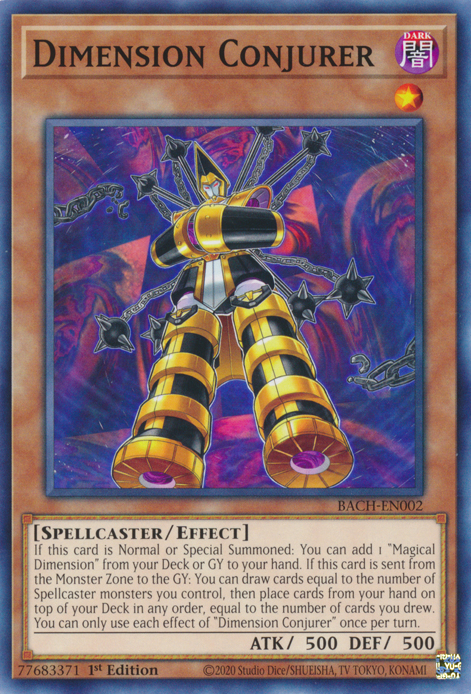 DIMENSION CONJURER
DARK
闇
BACH-EN002
[SPELLCASTER/EFFECT]
If this card is Normal or Special Summoned: You can add 1 "Magical
Dimension" from your Deck or GY to your hand. If this card is sent from
the Monster Zone to the GY: You can draw cards equal to the number of
Spellcaster monsters you control, then place cards from your hand on
top of your Deck in any order, equal to the number of cards you drew.
You can only use each effect of "Dimension Conjurer" once per turn.
ATK/ 500 DEF/ 500
77683371 1st Edition ©2020 Studio Dice/SHUEISHA, TV TOKYO, KONAMI